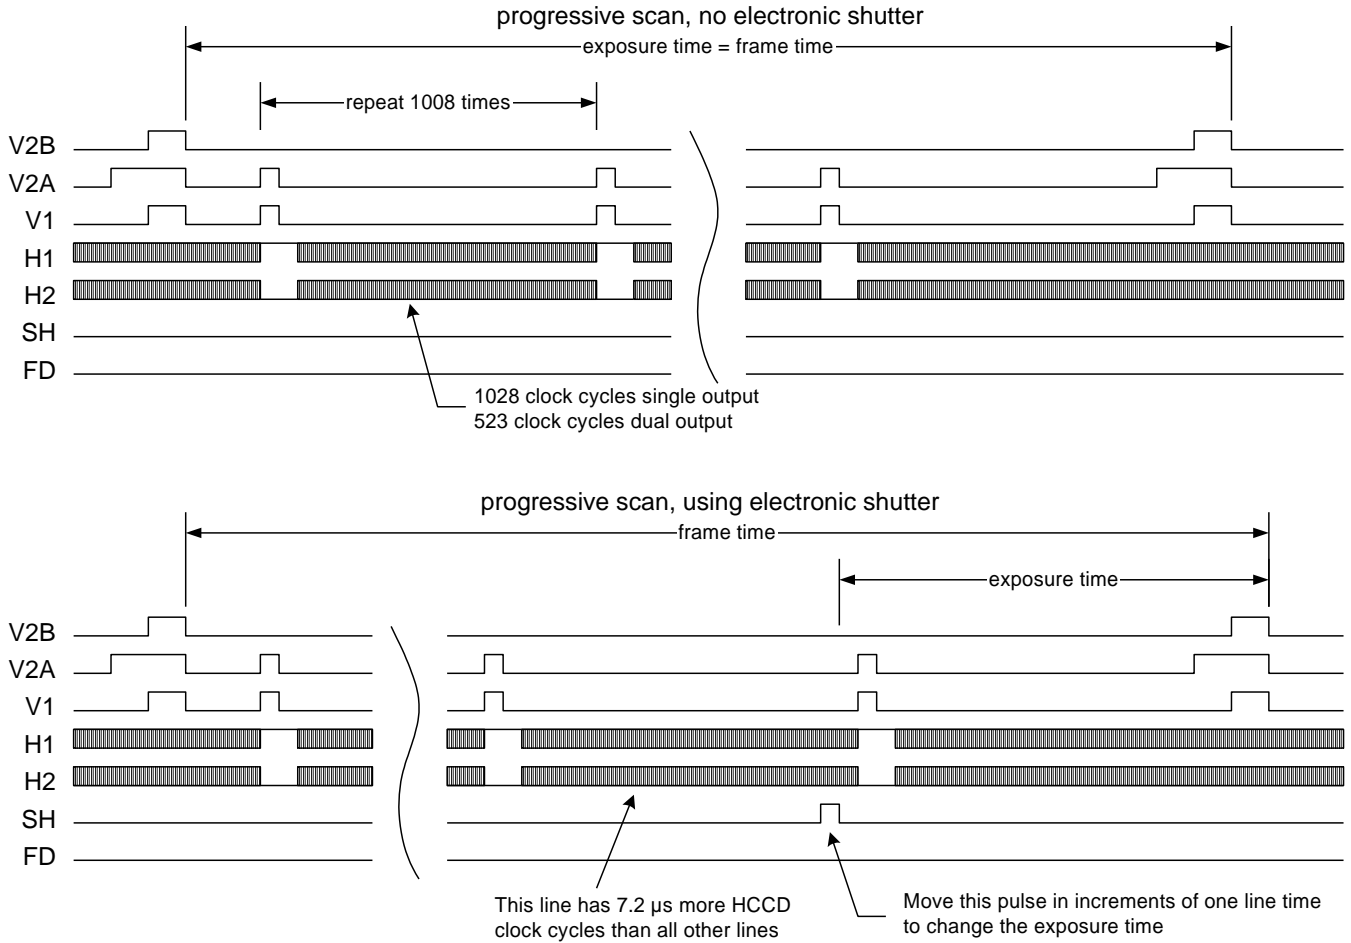 progressive scan, no electronic shutter
exposure time = frame time
repeat 1008 times
V2B
V2A
V1
H1
H2
SH
FD
1028 clock cycles single output
523 clock cycles dual output
progressive scan, using electronic shutter
frame time
exposure time
V2B
V2A
V1
H1
H2
SH
FD
This line has 7.2 µs more HCCD
clock cycles than all other lines
Move this pulse in increments of one line time
to change the exposure time